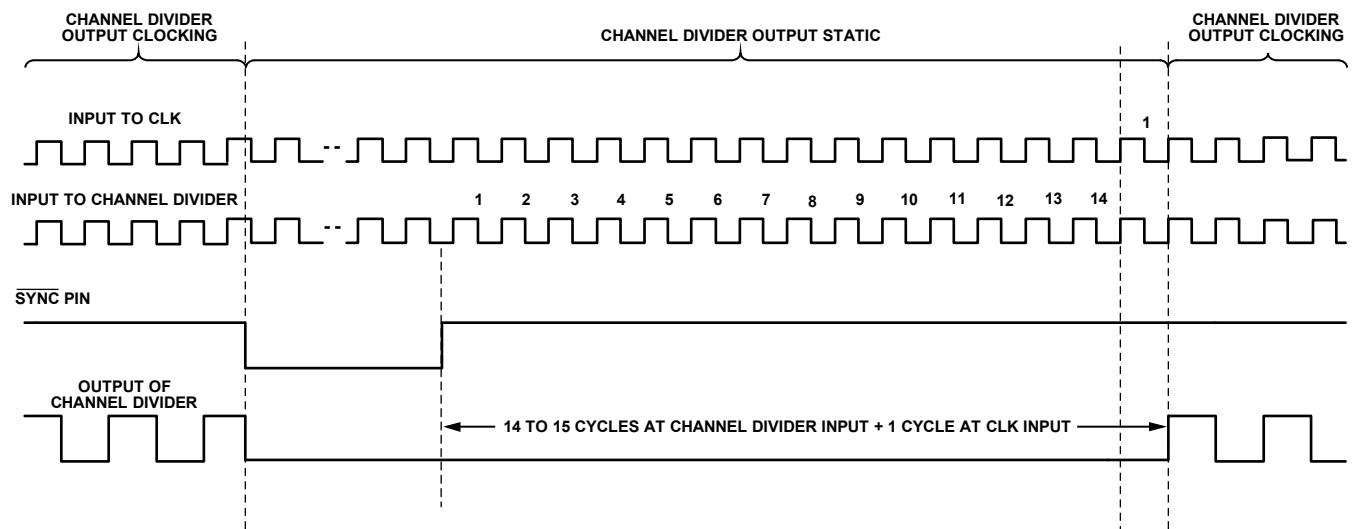 CHANNEL DIVIDER
OUTPUT CLOCKING
CHANNEL DIVIDER OUTPUT STATIC
CHANNEL DIVIDER
OUTPUT CLOCKING
INPUT TO CLK
1
INPUT TO CHANNEL DIVIDER
1 2 3 4 5 6 7 8 9 10 11 12 13 14
SYNC PIN
OUTPUT OF
CHANNEL DIVIDER
14 TO 15 CYCLES AT CHANNEL DIVIDER INPUT + 1 CYCLE AT CLK INPUT